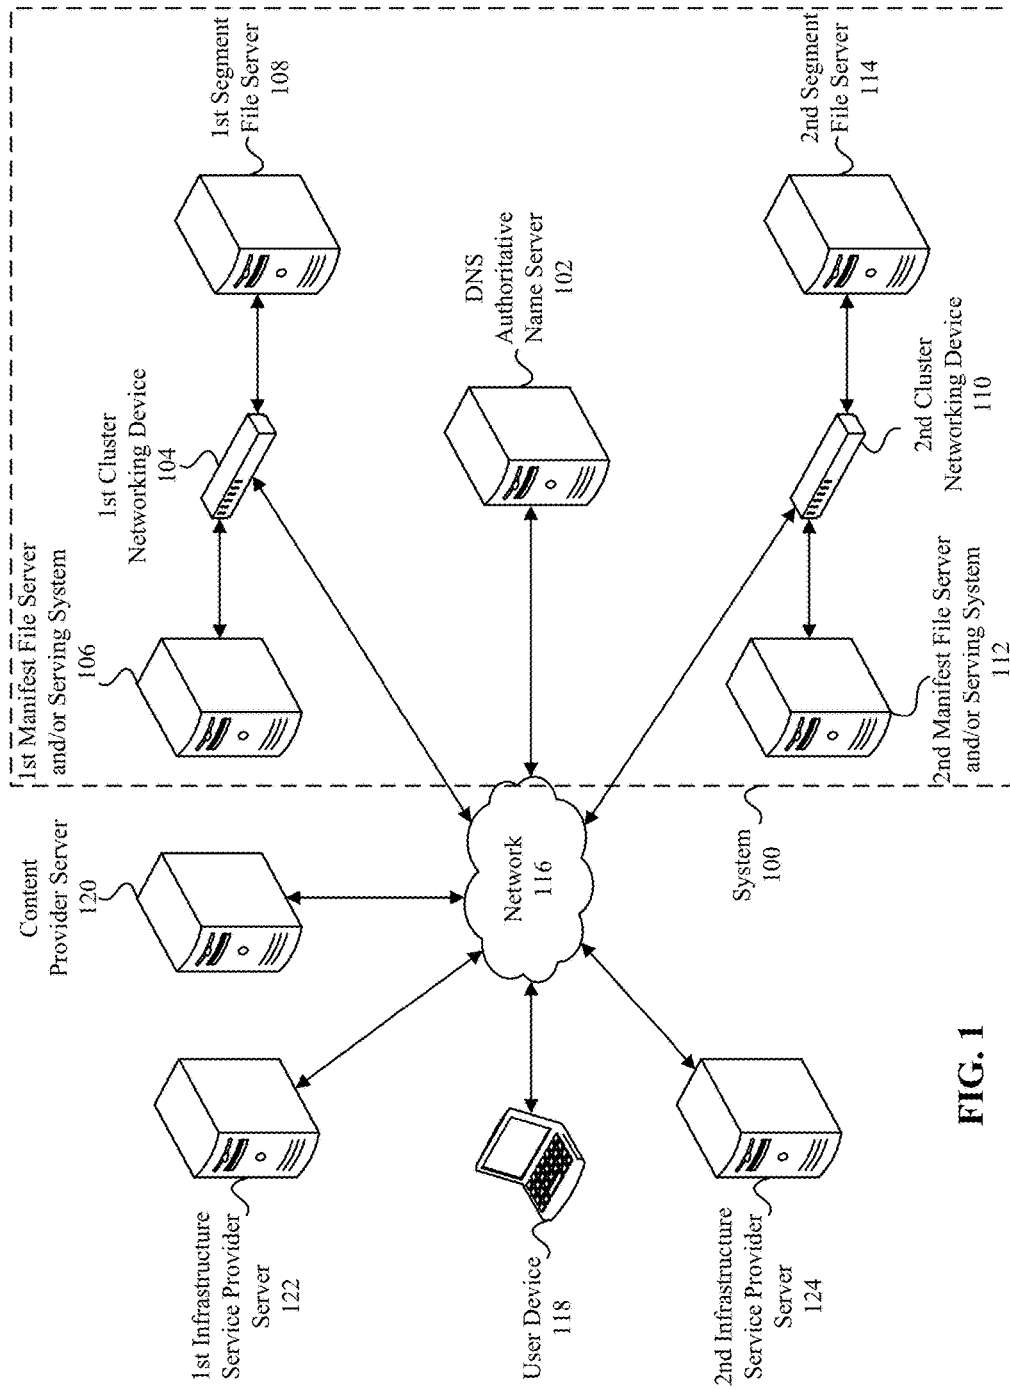 1st Infrastructure
Service Provider
Server
122
Content
Provider Server
120
1st Manifest File Server
and/or Serving System
106
1st Cluster
Networking Device
104
1st Segment
File Server
108
User Device
118
Network
116
DNS
Authoritative
Name Server
102
2nd Infrastructure
Service Provider
Server
124
System
100
2nd Manifest File Server
and/or Serving System
112
2nd Cluster
Networking Device
110
2nd Segment
File Server
114
FIG. 1